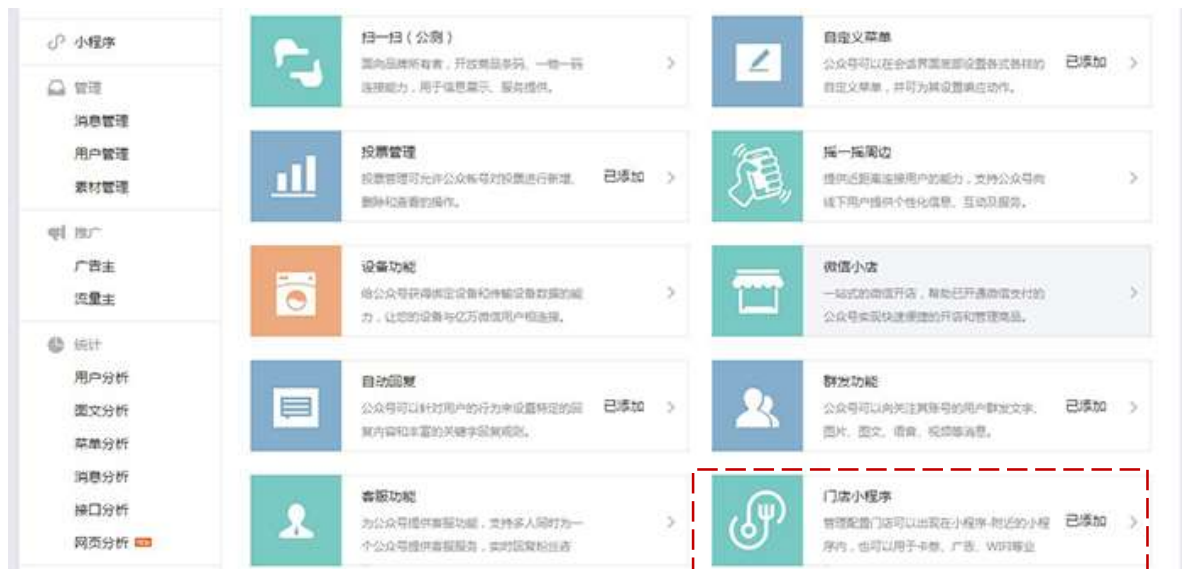 小程序
管理
消息管理
用户管理
素材管理
推广
广告主
流量主
统计
用户分析
图文分析
菜单分析
消息分析
接口分析
网页分析 NEW
扫一扫（公测）
面向品牌所有者，开放商品条码、一物一码
连接能力，用于信息展示、服务提供。
自定义菜单
公众号可以在会话界面底部设置各式各样的
自定义菜单，并可为其设置响应动作。
已添加
投票管理
投票管理可允许公众帐号对投票进行新增、
删除和查看的操作。
已添加
摇一摇周边
提供近距离连接用户的能力，支持公众号向
线下用户提供个性化信息、互动及服务。
设备功能
给公众号获得绑定设备和传输设备数据的能
力，让您的设备与亿万微信用户相连接。
微信小店
一站式的微信开店，帮助已开通微信支付的
公众号实现快速便捷的开店和管理商品。
自动回复
公众号可以针对用户的行为来设置特定的回
复内容和丰富的关键字回复规则。
已添加
群发功能
公众号可以向关注其账号的用户群发文字、
图片、图文、语音、视频等消息。
已添加
客服功能
为公众号提供客服功能，支持多人同时为一
个公众号提供客服服务，实时回复粉丝咨
门店小程序
管理配置门店可以出现在小程序-附近的小程
序内，也可以用于卡券、广告、WIFI等业
已添加